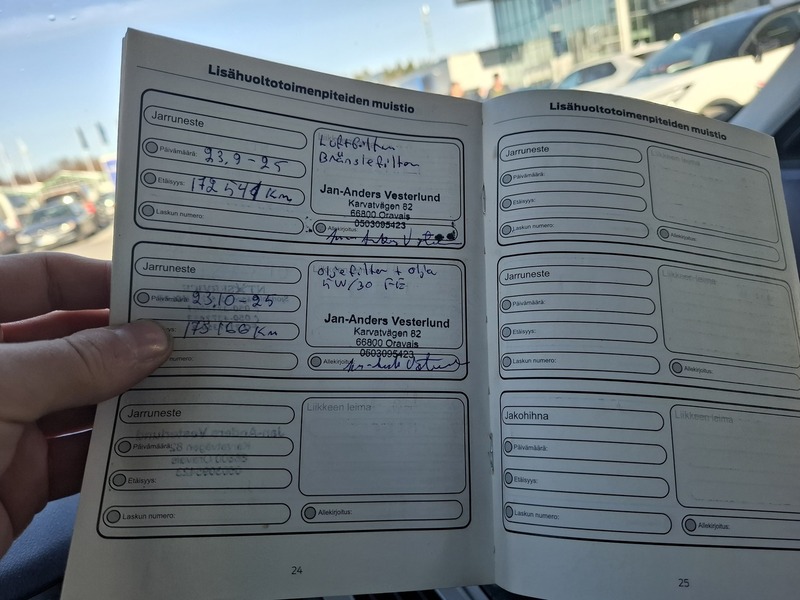 Lisähuoltotoimenpiteiden muistio
Jarruneste
Päivämäärä: 23.9-25
Etäisyys: 172541 Km
Laskun numero:
Luftfilter
Bränslefilter
Jan-Anders Vesterlund
Karvatvägen 82
66800 Oravais
0503095423
Allekirjoitus:
Jarruneste
Päivämäärä: 23.10-25
173166 Km
Laskun numero:
oljefilter + olja
5W/30 FE
Jan-Anders Vesterlund
Karvatvägen 82
66800 Oravais
0503095423
Allekirjoitus:
Jarruneste
Päivämäärä:
Etäisyys:
Laskun numero:
Liikkeen leima
Allekirjoitus:
24
Lisähuoltotoimenpiteiden muistio
Jarruneste
Päivämäärä:
Etäisyys:
Laskun numero:
Liikkeen leima
Allekirjoitus:
Jarruneste
Päivämäärä:
Etäisyys:
Laskun numero:
Liikkeen leima
Allekirjoitus:
Jakohihna
Päivämäärä:
Etäisyys:
Laskun numero:
Liikkeen leima
Allekirjoitus:
25